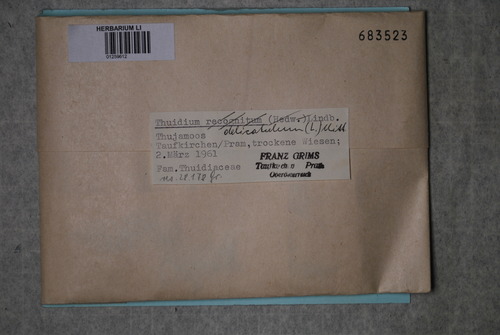 HERBARIUM LI
01259612
683523
Thuidium recognitum (Hedw.) Lindb.
delicatulum (L.) Mitt
Thujamoos
Taufkirchen/Pram, trockene Wiesen;
2.März 1961
FRANZ GRIMS
Taufkirchen Pram
Oberösterreich
Fam. Thuidiaceae